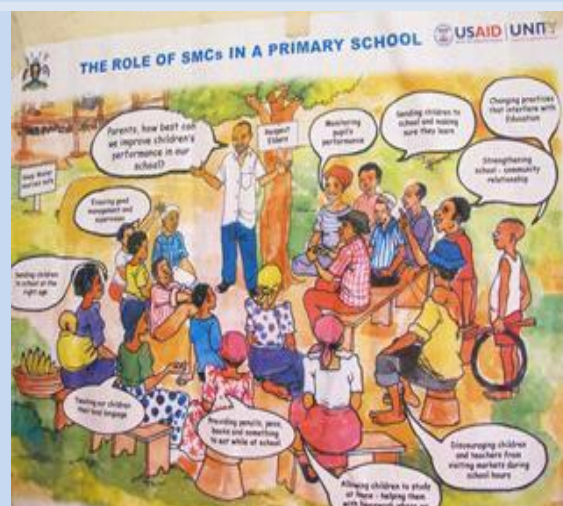 THE ROLE OF SMCs IN A PRIMARY SCHOOL
USAID UNITY
Parents, how best can
we improve children's
performance in our
school?
Respect
Elders
Monitoring
pupil's
performance
Sending children to
school and making
sure they learn
Changing practices
that interfere with
Education
Strengthening
school - community
relationship
Keep Water
Ensuring good
management and
supervision
Sending children
to school at the
right age
Teaching our children
their local language
Providing pencils, pens,
books and something
to eat while at school
Allowing children to study
at home - helping them
with homework
Discouraging children
and teachers from
visiting markets during
school hours